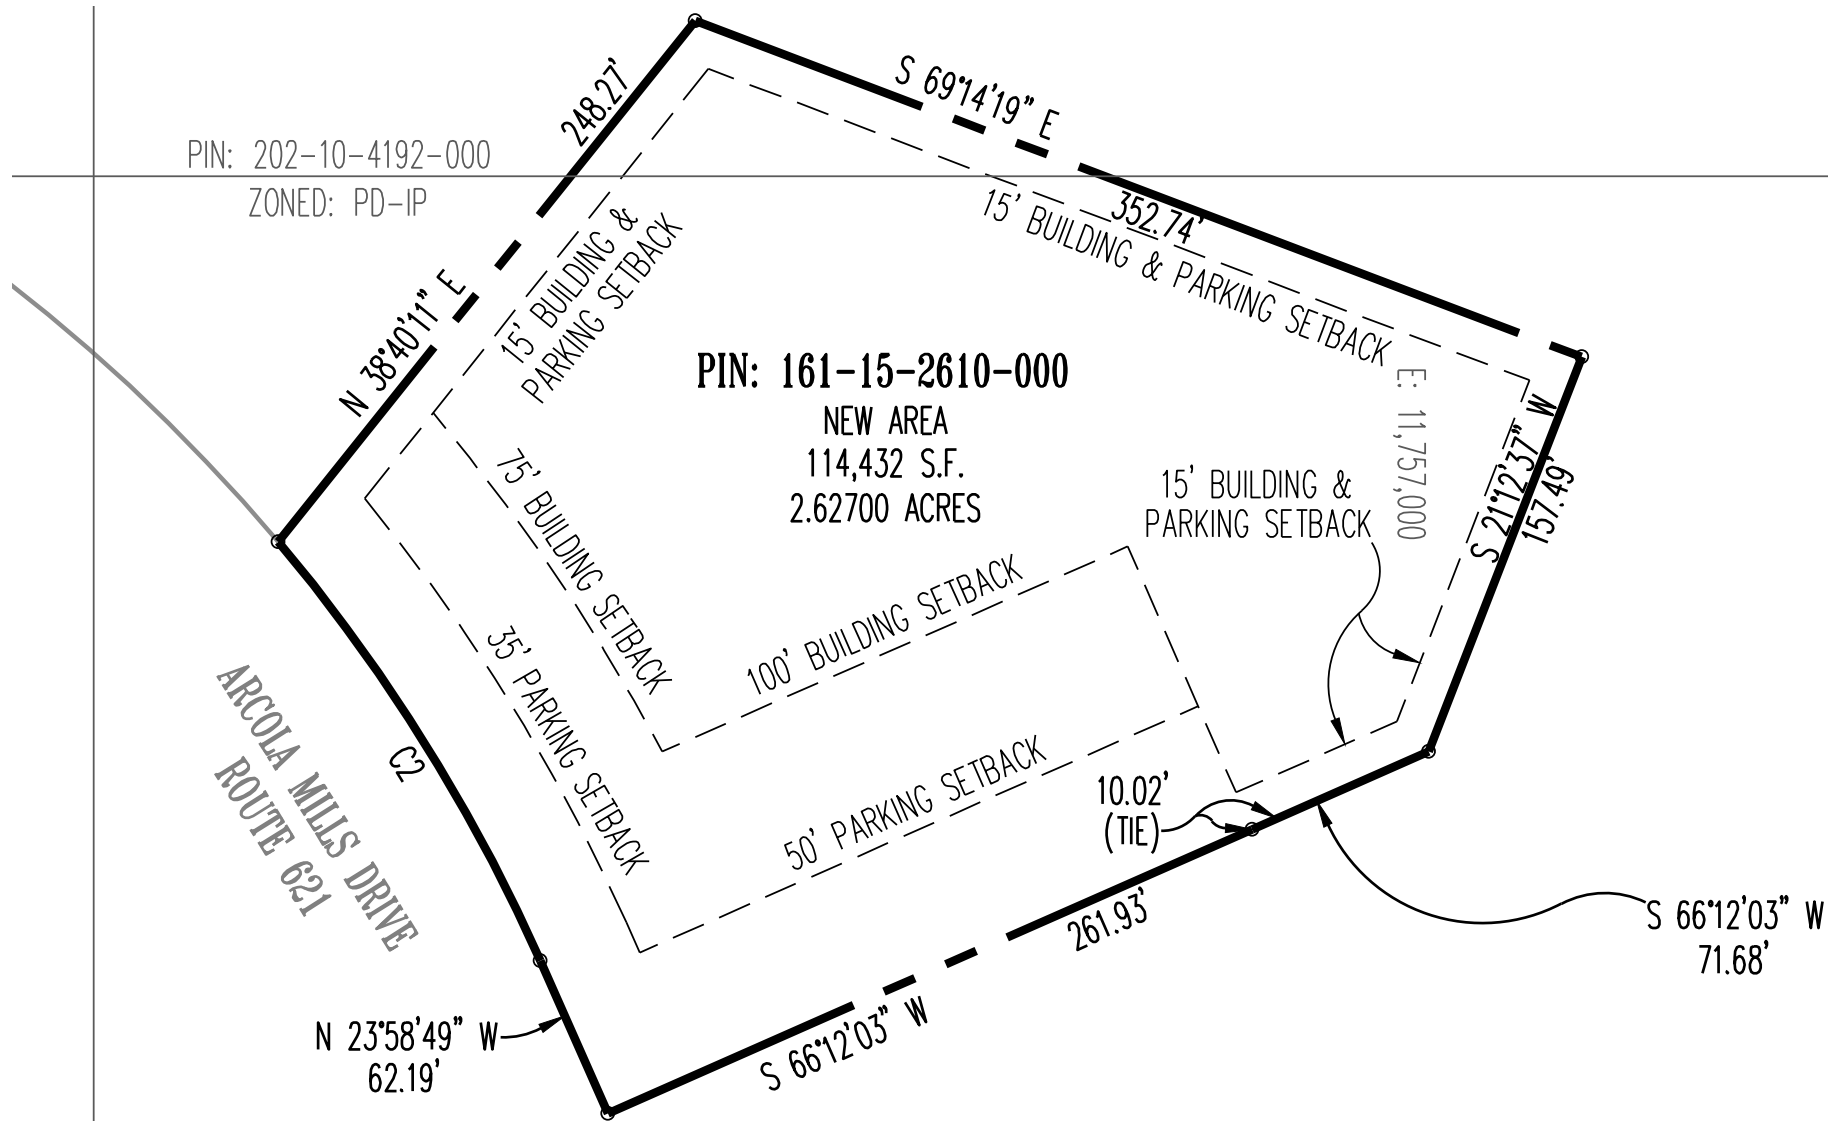 248.27'
S 69°14'19" E
PIN: 202-10-4192-000
ZONED: PD-IP
352.74'
15' BUILDING & PARKING SETBACK
15' BUILDING &
PARKING SETBACK
N 38°40'11" E
PIN: 161-15-2610-000
NEW AREA
114,432 S.F.
2.62700 ACRES
E: 11,757,000
S 21°12'37" W
157.49'
15' BUILDING &
PARKING SETBACK
75' BUILDING SETBACK
100' BUILDING SETBACK
35' PARKING SETBACK
50' PARKING SETBACK
C2
ARCOLA MILLS DRIVE
ROUTE 621
10.02'
(TIE)
261.93'
S 66°12'03" W
S 66°12'03" W
71.68'
N 23°58'49" W
62.19'